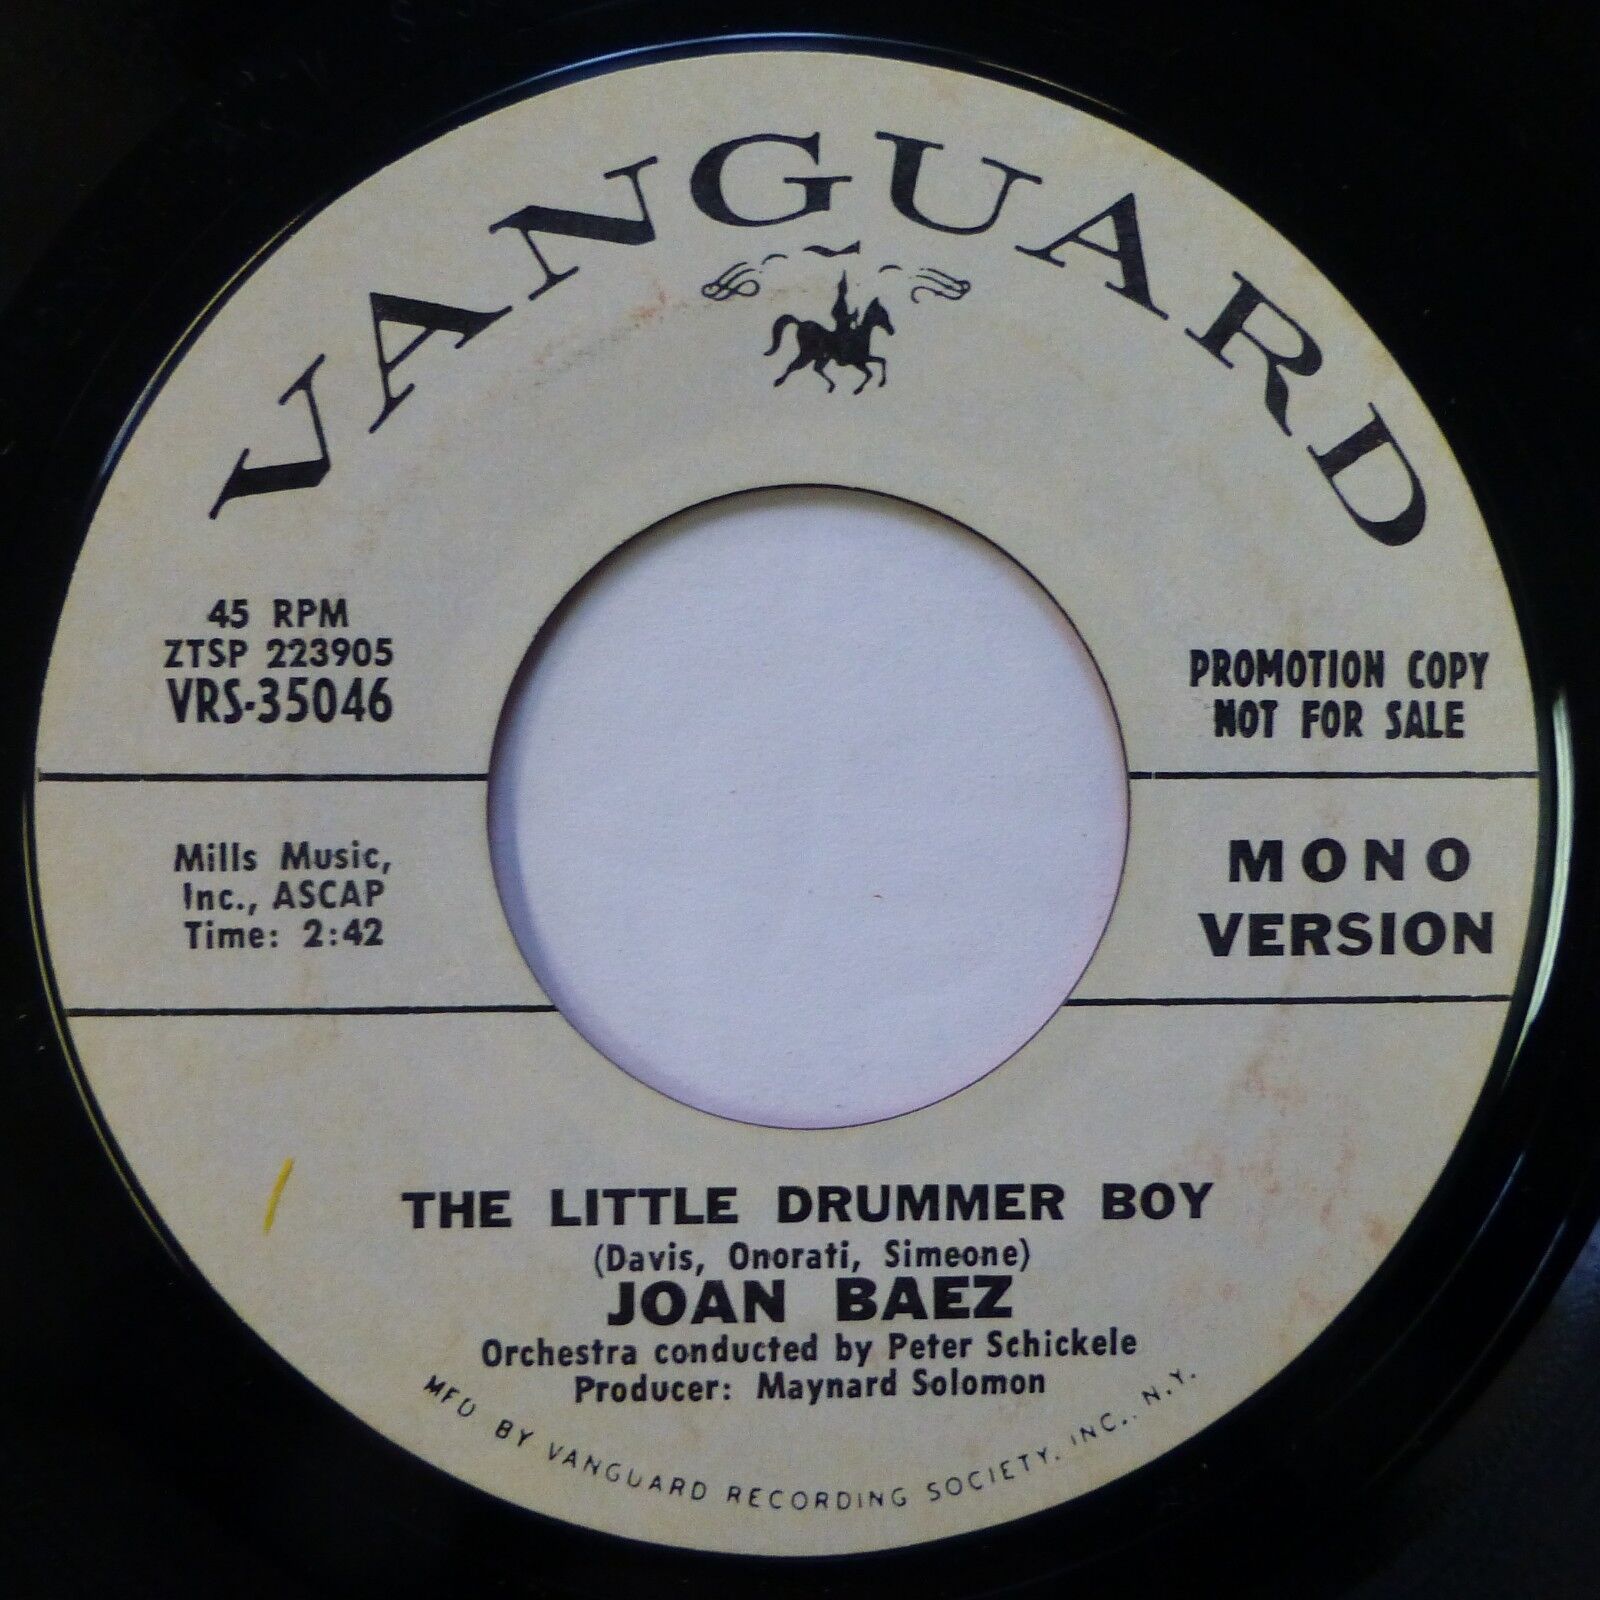 VANGUARD
45 RPM
ZTSP 223905
VRS-35046
PROMOTION COPY
NOT FOR SALE
Mills Music,
Inc., ASCAP
Time: 2:42
MONO
VERSION
THE LITTLE DRUMMER BOY
(Davis, Onorati, Simeone)
JOAN BAEZ
Orchestra conducted by Peter Schickele
Producer: Maynard Solomon
MFD BY VANGUARD RECORDING SOCIETY, INC., N.Y.